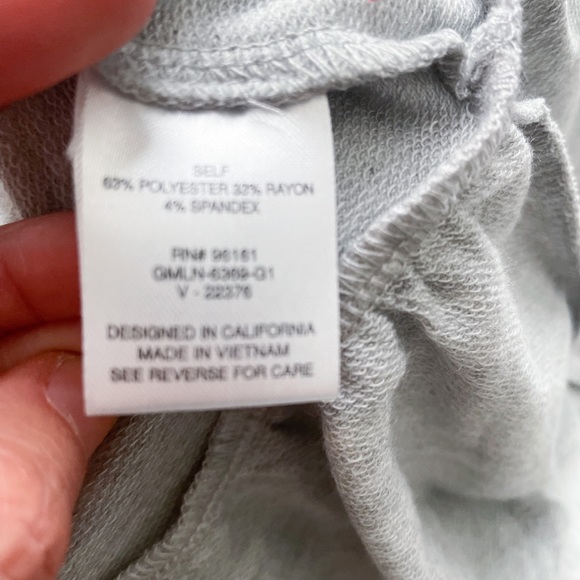 SELF
63% POLYESTER 33% RAYON
4% SPANDEX
RN# 96161
GMLN-6369-G1
V - 22376
DESIGNED IN CALIFORNIA
MADE IN VIETNAM
SEE REVERSE FOR CARE